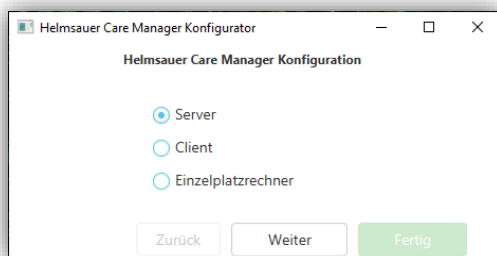 Helmsauer Care Manager Konfigurator
Helmsauer Care Manager Konfiguration
Server
Client
Einzelplatzrechner
Zurück Weiter Fertig